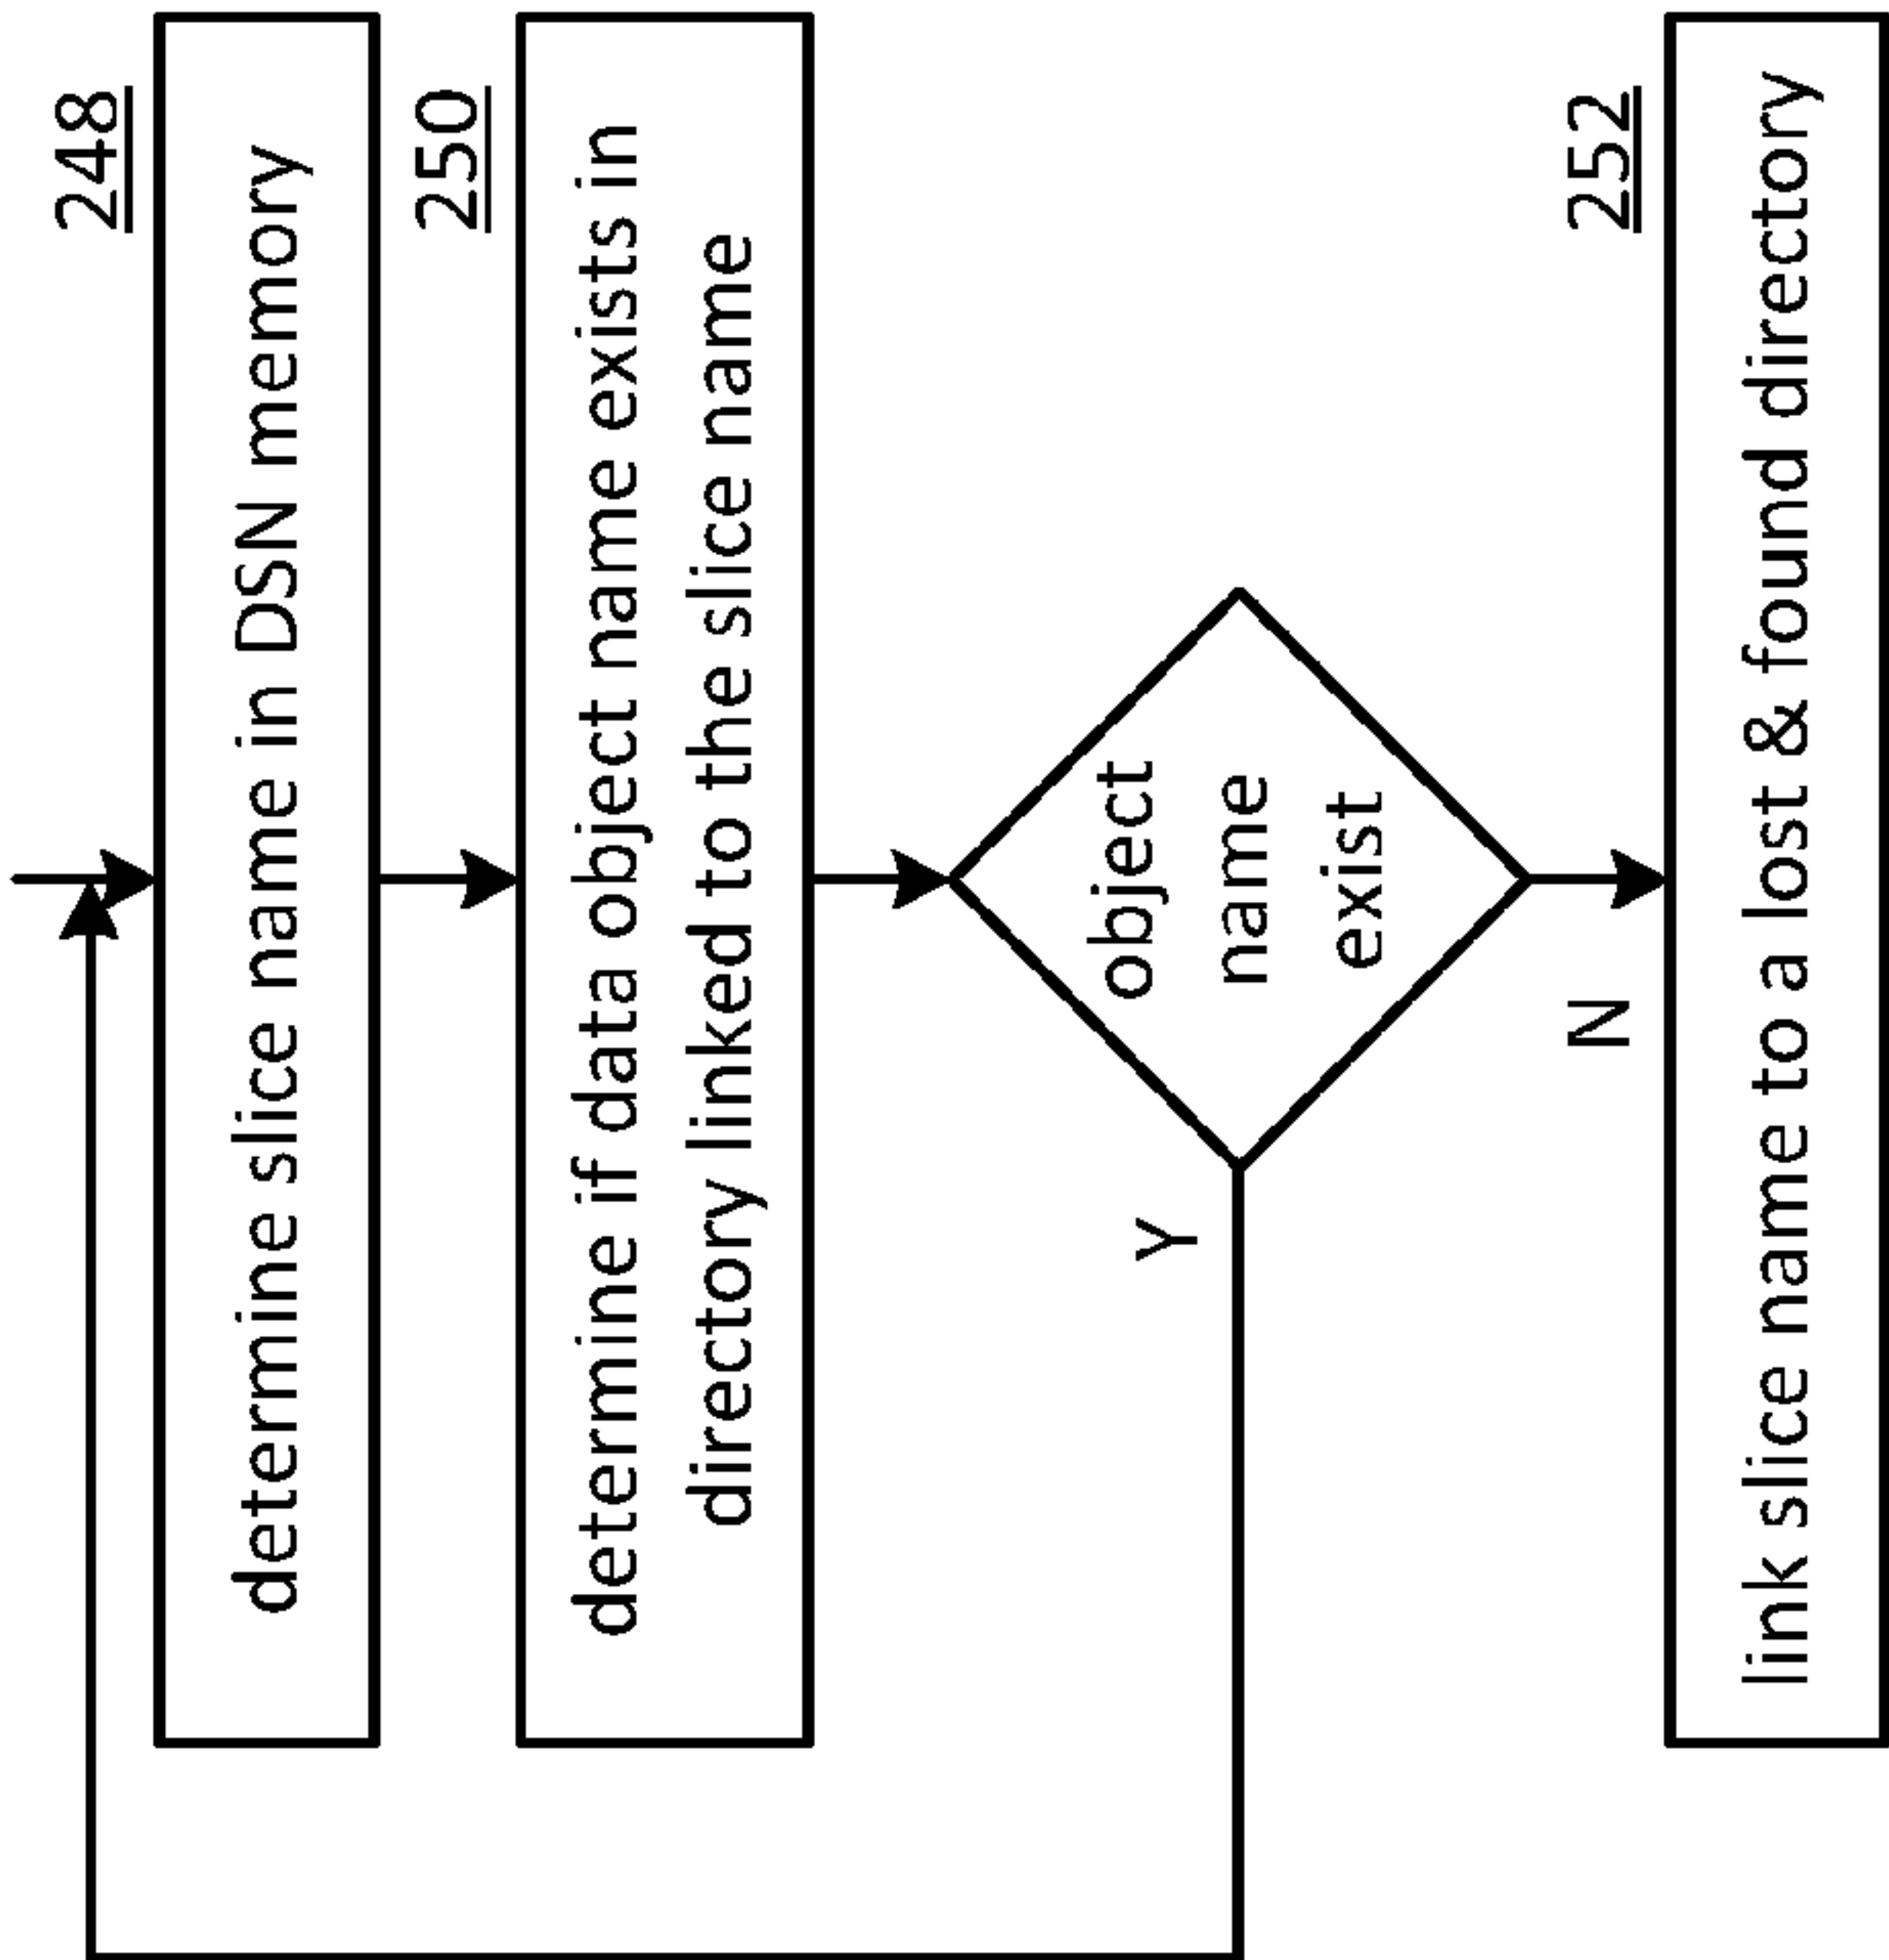 248
determine slice name in DSN memory
250
determine if data object name exists in
directory linked to the slice name
object
name
exist
Y
N
252
link slice name to a lost & found directory